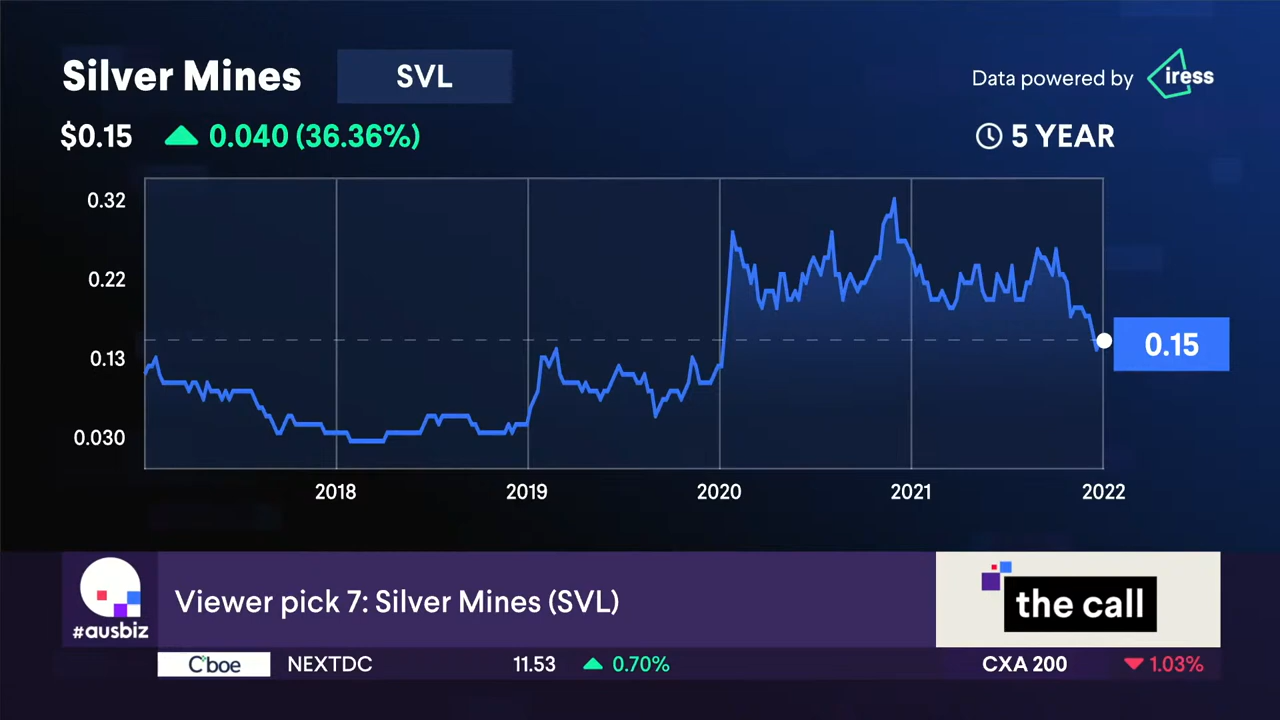 Silver Mines SVL
Data powered by iress
$0.15 ▲ 0.040 (36.36%)
5 YEAR
0.32
0.22
0.13
0.030
0.15
2018 2019 2020 2021 2022
#ausbiz
Viewer pick 7: Silver Mines (SVL)
the call
Cboe NEXTDC 11.53 ▲ 0.70% CXA 200 ▼ 1.03%